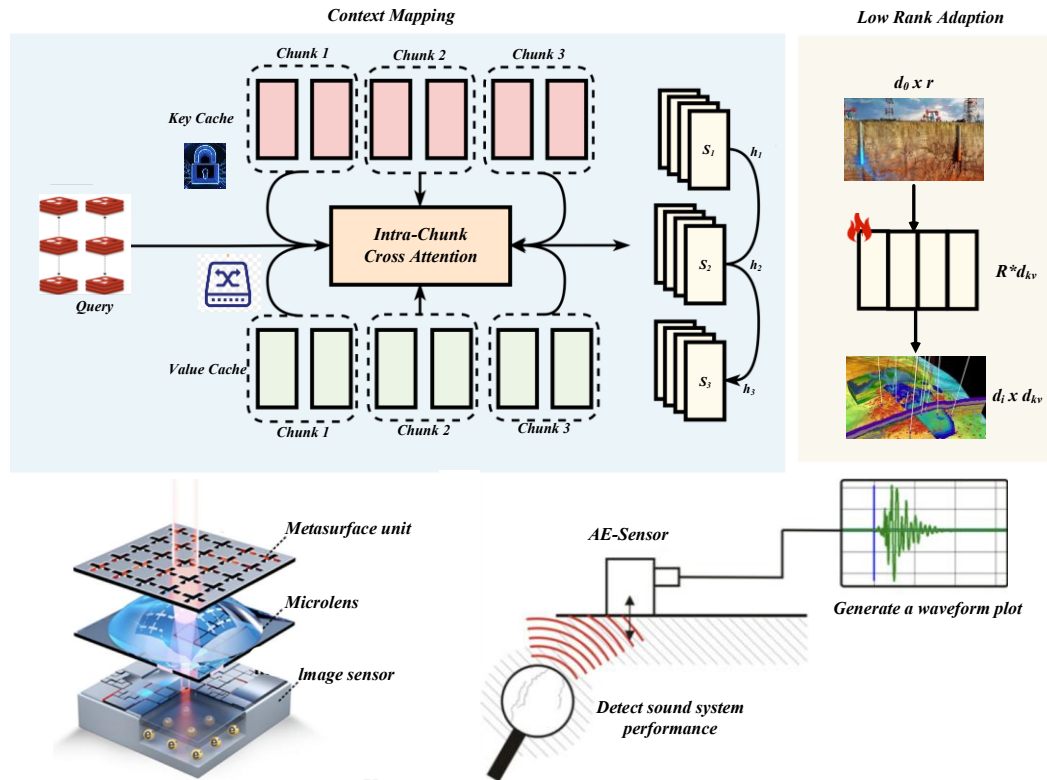 Context Mapping
Low Rank Adaption
Chunk 1
Chunk 2
Chunk 3
Key Cache
Query
Intra-Chunk
Cross Attention
Value Cache
Chunk 1
Chunk 2
Chunk 3
S₁
h₁
S₂
h₂
S₃
h₃
d₀ x r
R*dₖᵥ
dᵢ x dₖᵥ
Metasurface unit
Microlens
Image sensor
e
e
e
e
AE-Sensor
Detect sound system
performance
Generate a waveform plot